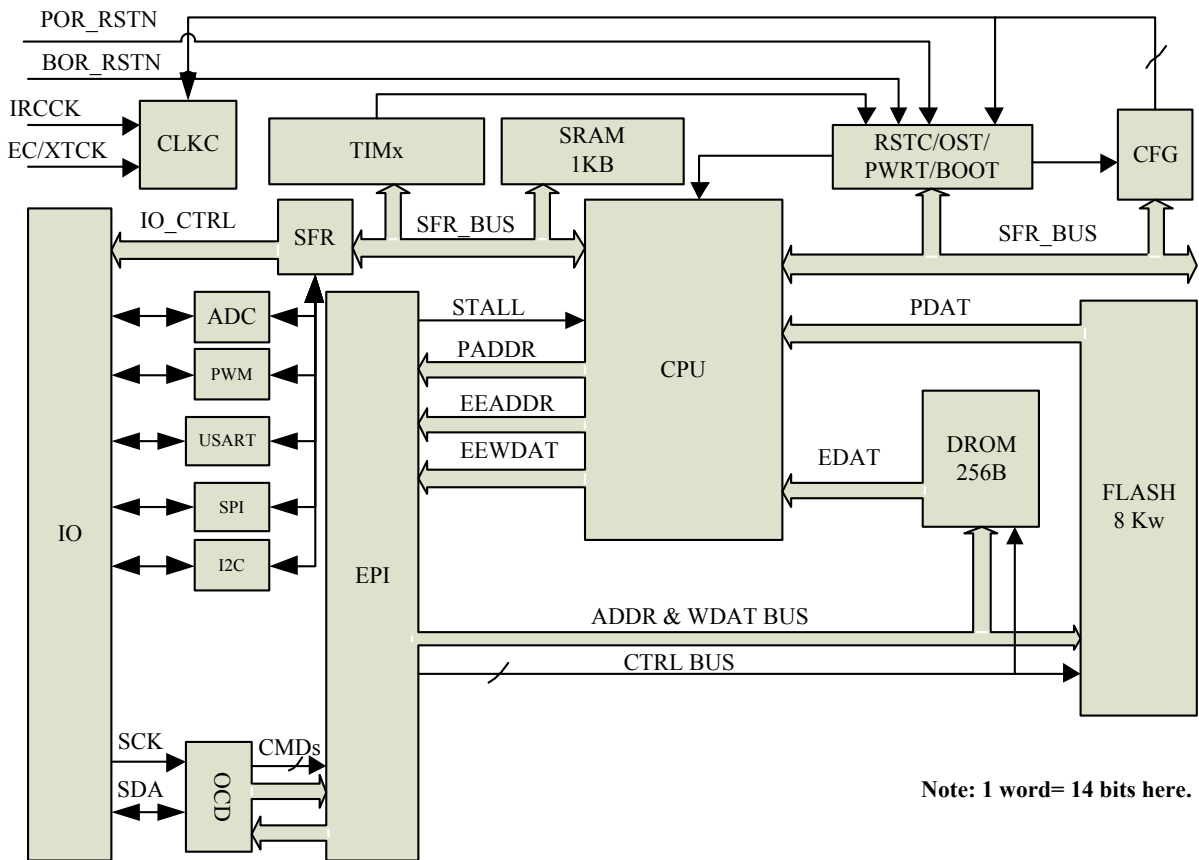 POR_RSTN
BOR_RSTN
IRCCK
EC/XTCK
CLKC
TIMx
SRAM
1KB
RSTC/OST/
PWRT/BOOT
CFG
IO_CTRL
SFR
SFR_BUS
SFR_BUS
IO
ADC
PWM
USART
SPI
I2C
EPI
STALL
PADDR
EEADDR
EEWDAT
CPU
PDAT
EDAT
DROM
256B
FLASH
8 Kw
ADDR & WDAT BUS
CTRL BUS
SCK
SDA
OCD
CMDs
Note: 1 word= 14 bits here.